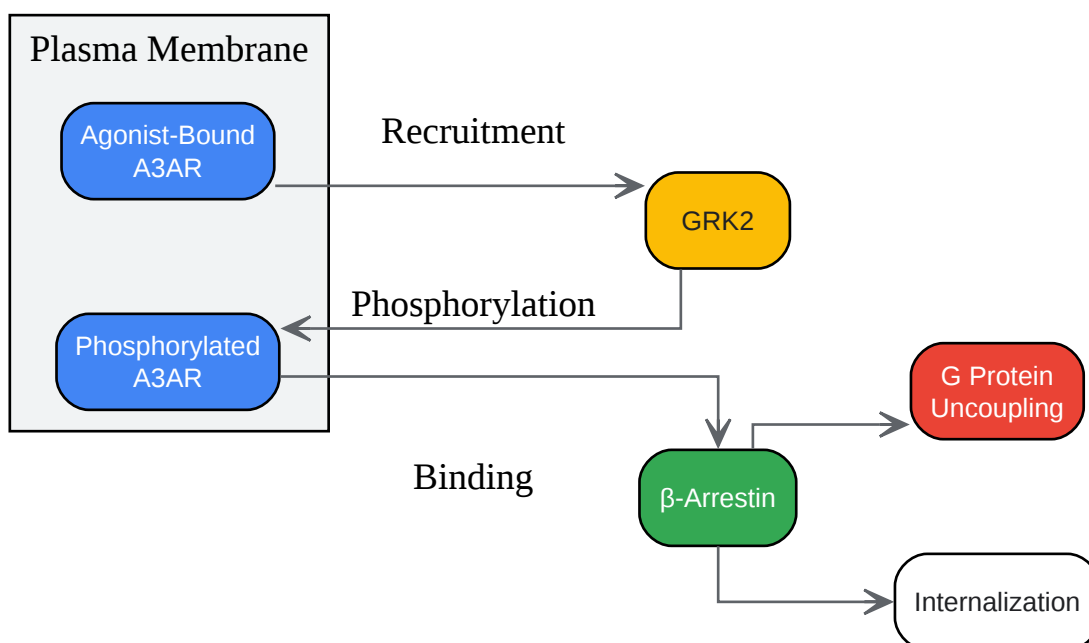 Plasma Membrane
Agonist-Bound
A3AR
Recruitment
GRK2
Phosphorylation
Phosphorylated
A3AR
G Protein
Uncoupling
Binding
β-Arrestin
Internalization